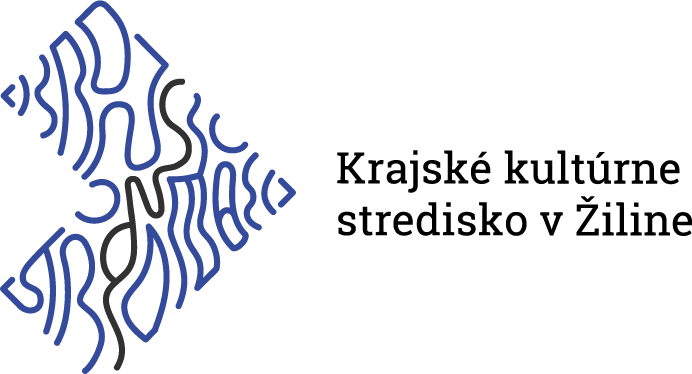 Krajské kultúrne
stredisko v Žiline